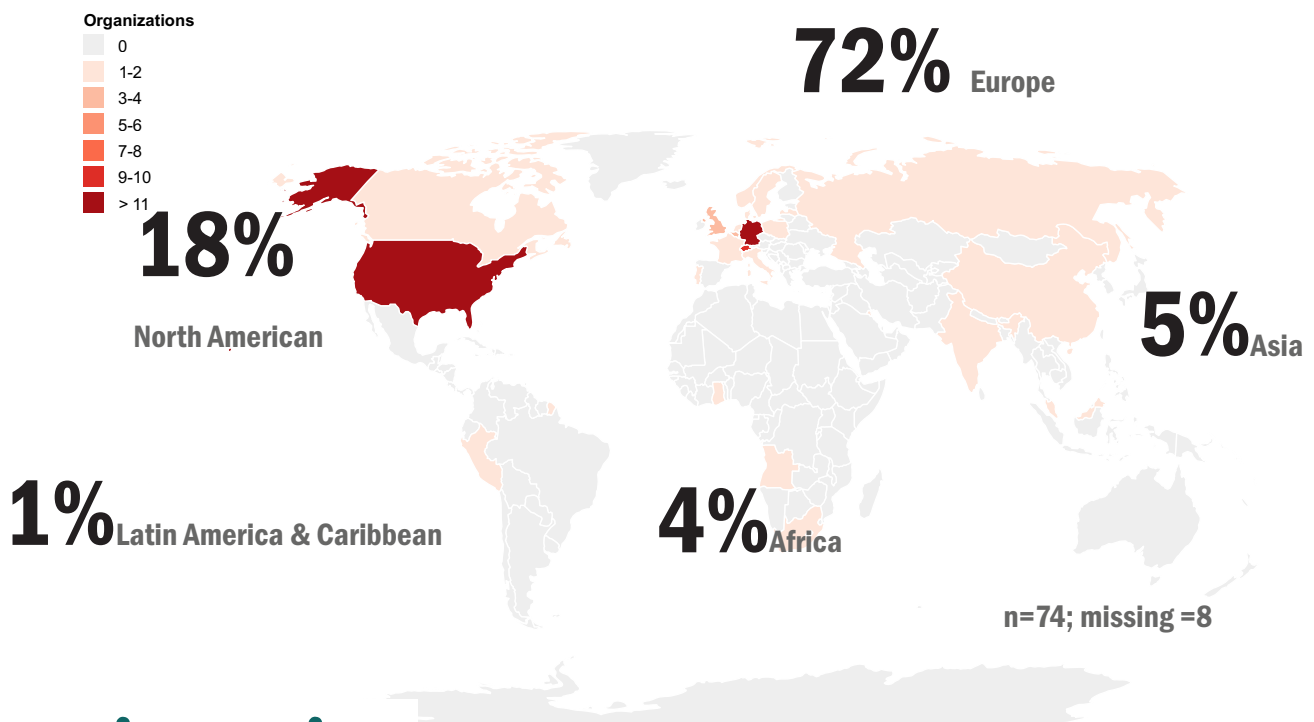 Organizations
0
1-2
3-4
5-6
7-8
9-10
> 11
72% Europe
18%
North American
5% Asia
1% Latin America & Caribbean
4% Africa
n=74; missing =8